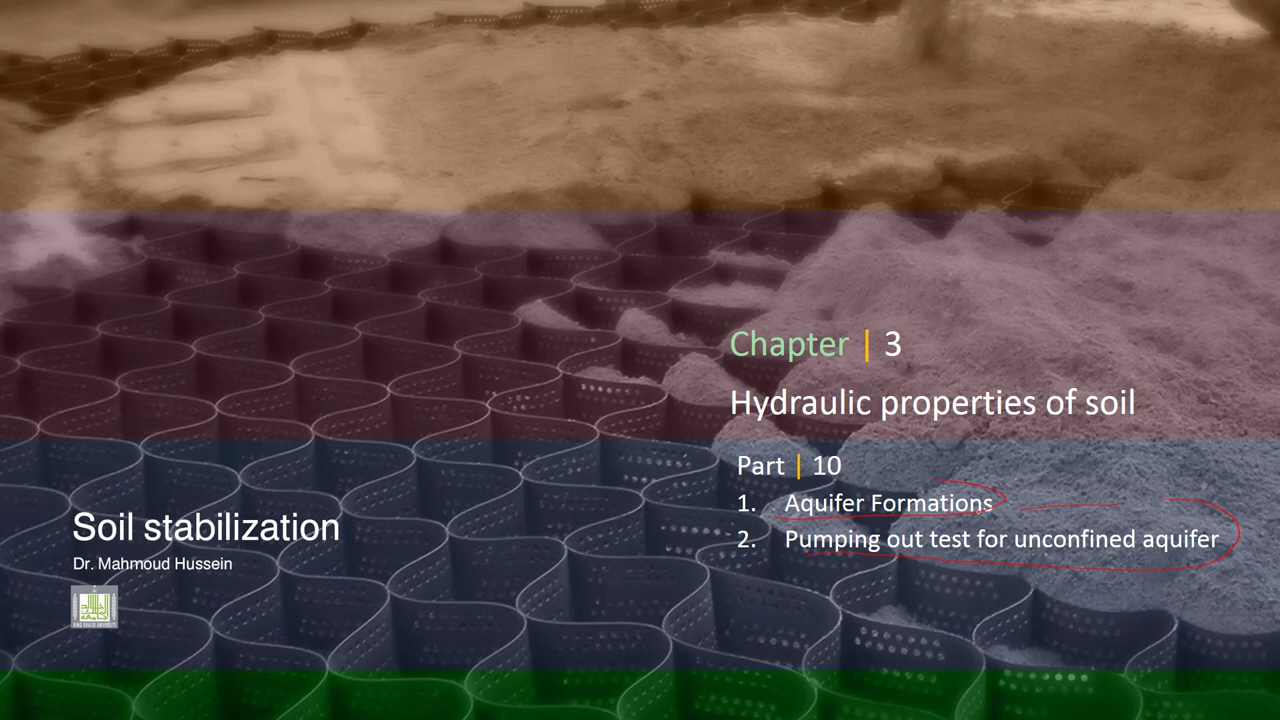 Chapter | 3
Hydraulic properties of soil
Part | 10
1. Aquifer Formations
2. Pumping out test for unconfined aquifer
Soil stabilization
Dr. Mahmoud Hussein